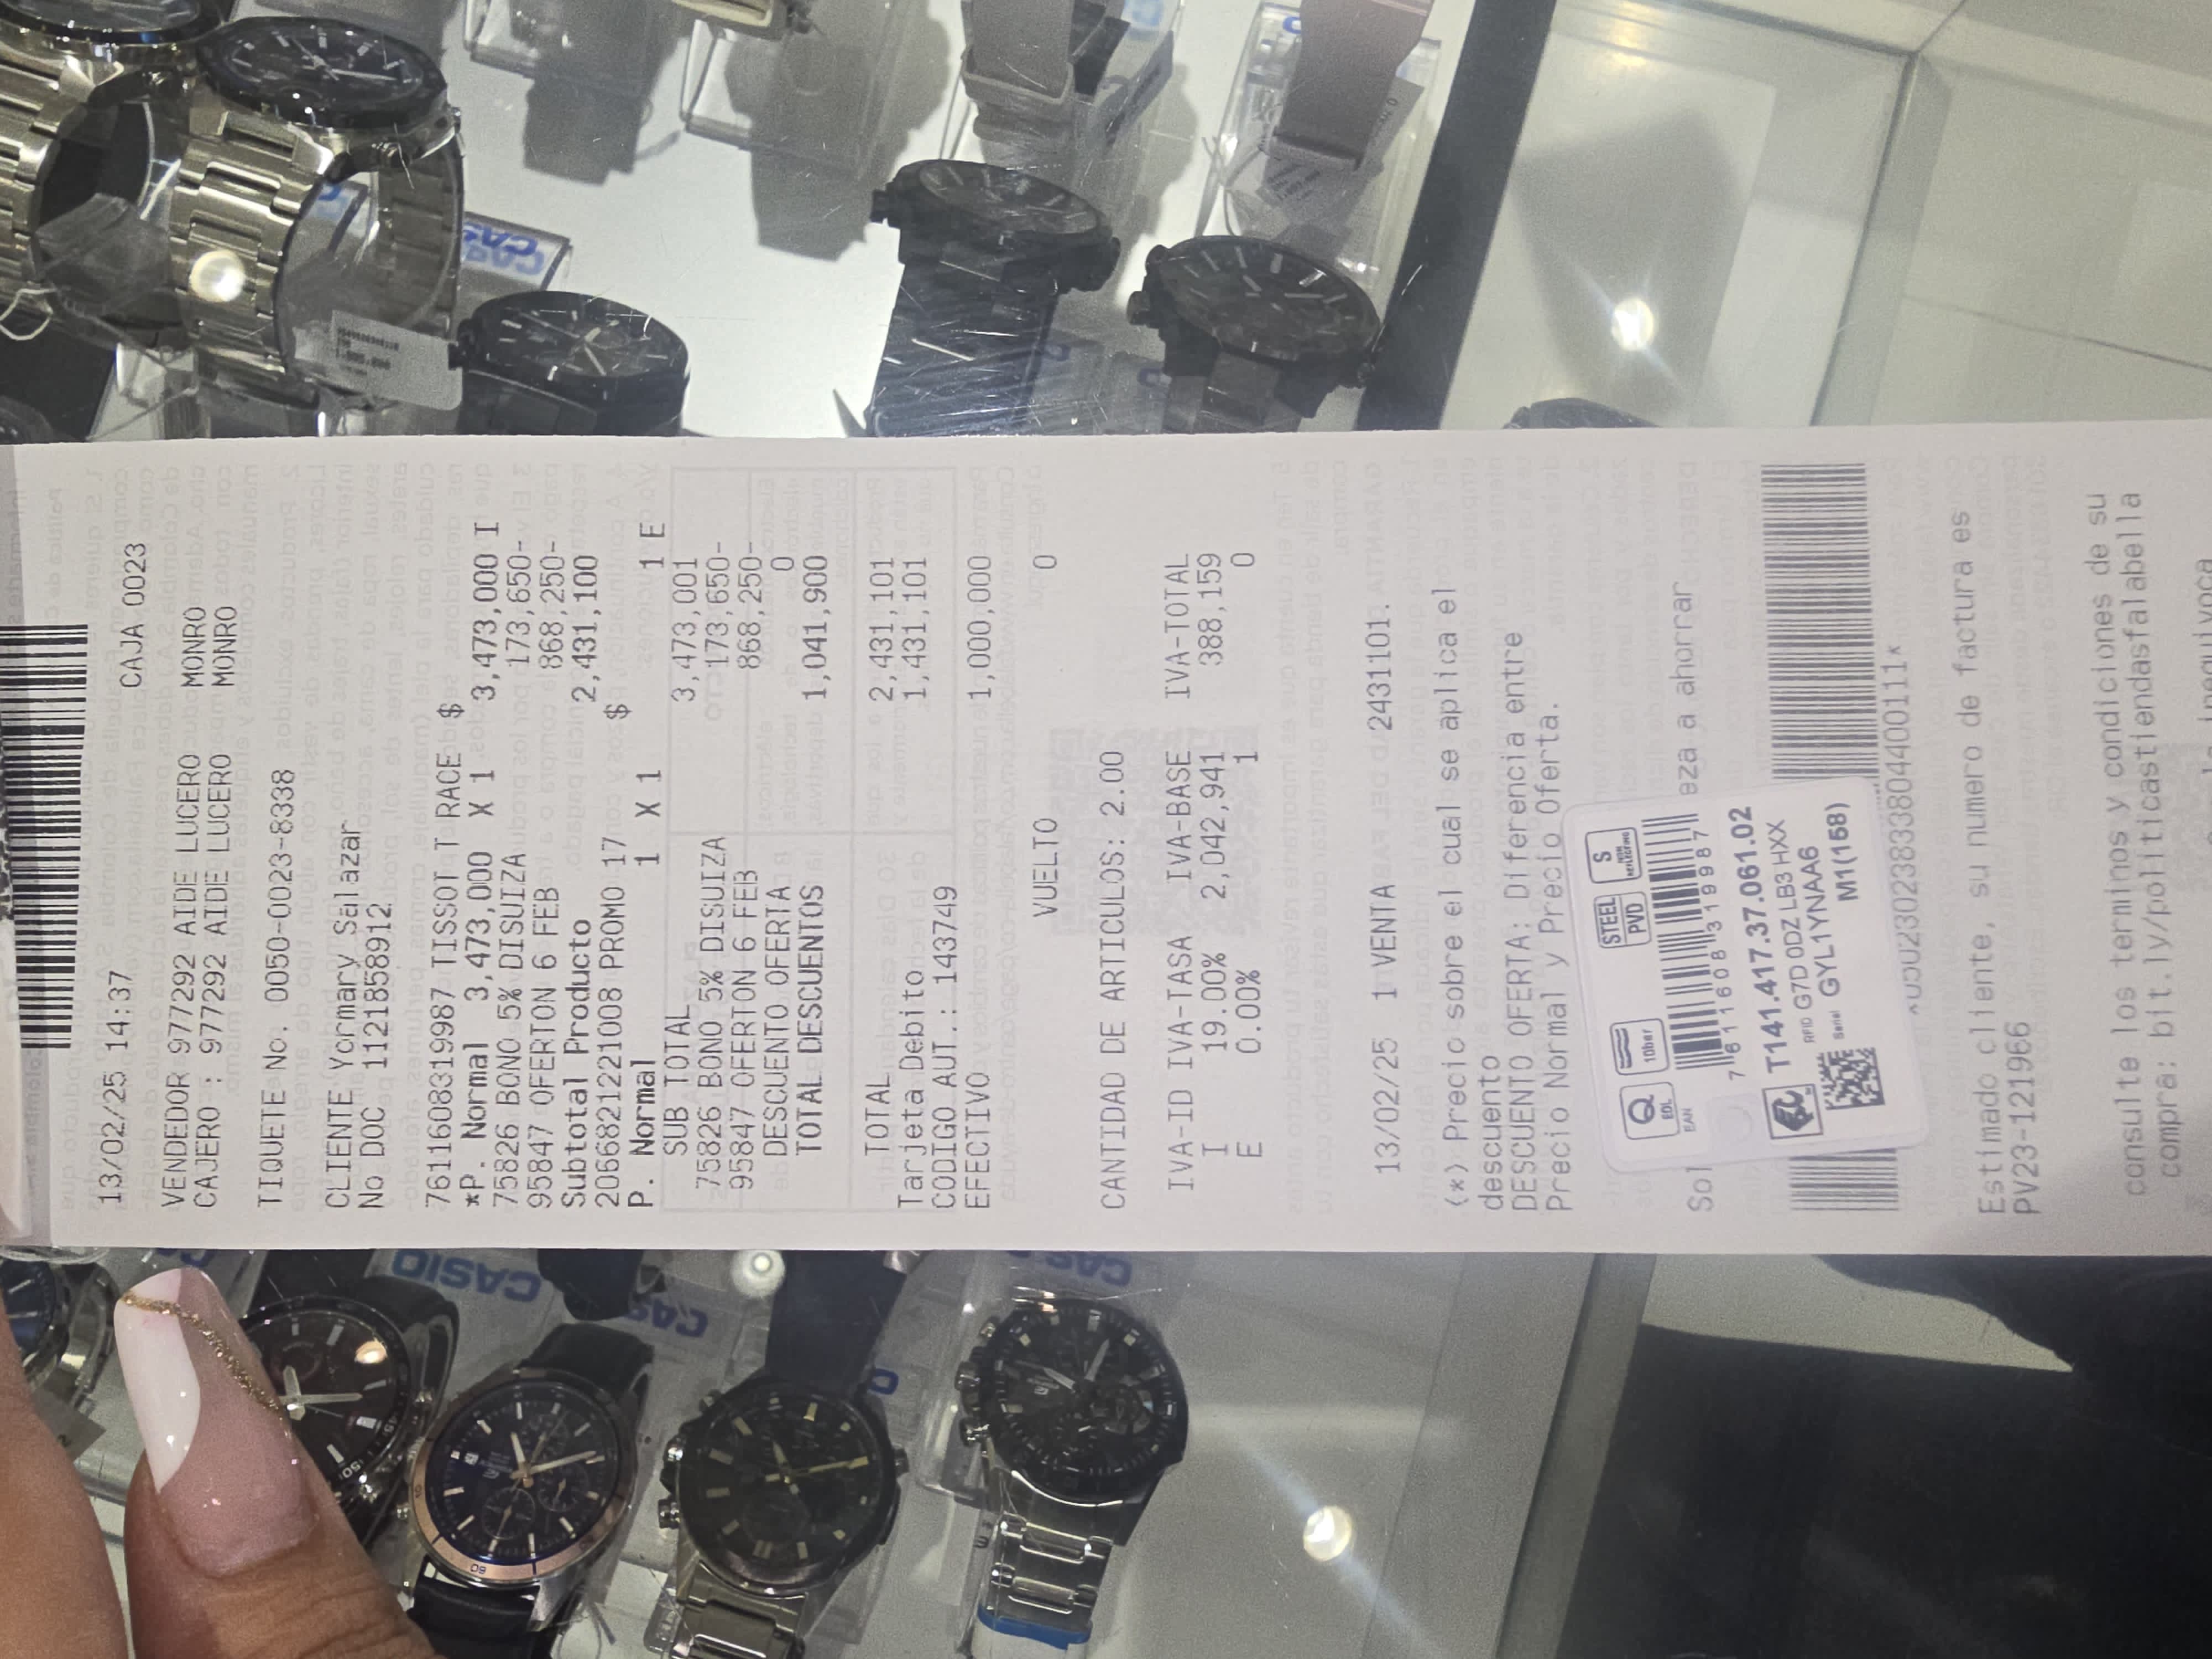 13/02/25 14:37 CAJA 0023
VENDEDOR 977292 AIDE LUCERO MONRO
CAJERO : 977292 AIDE LUCERO MONRO
TIQUETE No. 0050-0023-8338
CLIENTE Yormary Salazar
No DOC 1121858912
7611608319987 TISSOT T RACE $
*P. Normal 3,473,000 X 1 3,473,000 I
75826 BONO 5% DISUIZA 173,650-
95847 OFERTON 6 FEB 868,250-
Subtotal Producto 2,431,100
2066821221008 PROMO 17 $
P. Normal 1 X 1 1 E
SUB TOTAL 3,473,001
75826 BONO 5% DISUIZA 173,650-
95847 OFERTON 6 FEB 868,250-
DESCUENTO OFERTA 0
TOTAL DESCUENTOS 1,041,900
TOTAL 2,431,101
Tarjeta Debito 1,431,101
CODIGO AUT.: 143749
EFECTIVO 1,000,000
VUELTO 0
CANTIDAD DE ARTICULOS: 2.00
IVA-ID IVA-TASA IVA-BASE IVA-TOTAL
I 19.00% 2,042,941 388,159
E 0.00% 1 0
13/02/25 1 VENTA 2431101.
(*) Precio sobre el cual se aplica el
descuento
DESCUENTO OFERTA: Diferencia entre
Precio Normal y Precio Oferta.
Q EOL 10bar STEEL PVD S
EAN
7 611608 319987
T141.417.37.061.02
RFID G7D 0DZ LB3 HXX
Serial GYL1YNAA6
M1(158)
Estimado cliente, su numero de factura es
PV23-121966
consulte los terminos y condiciones de su
compra: bit.ly/politicastiendasfalabella
CASIO
CASIO